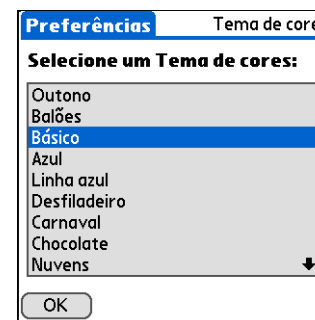 Preferências Tema de core
Selecione um Tema de cores:
Outono
Balões
Básico
Azul
Linha azul
Desfiladeiro
Carnaval
Chocolate
Nuvens
OK